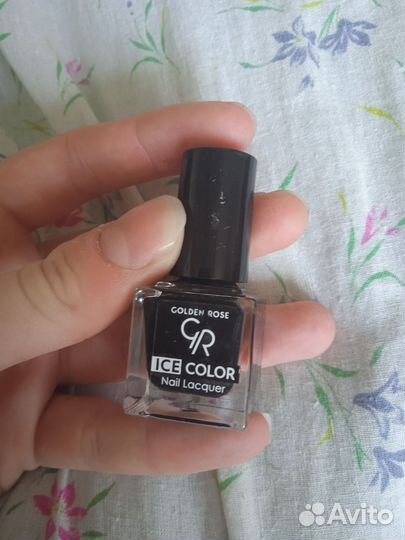 GOLDEN ROSE
GR
ICE COLOR
Nail Lacquer
Avito